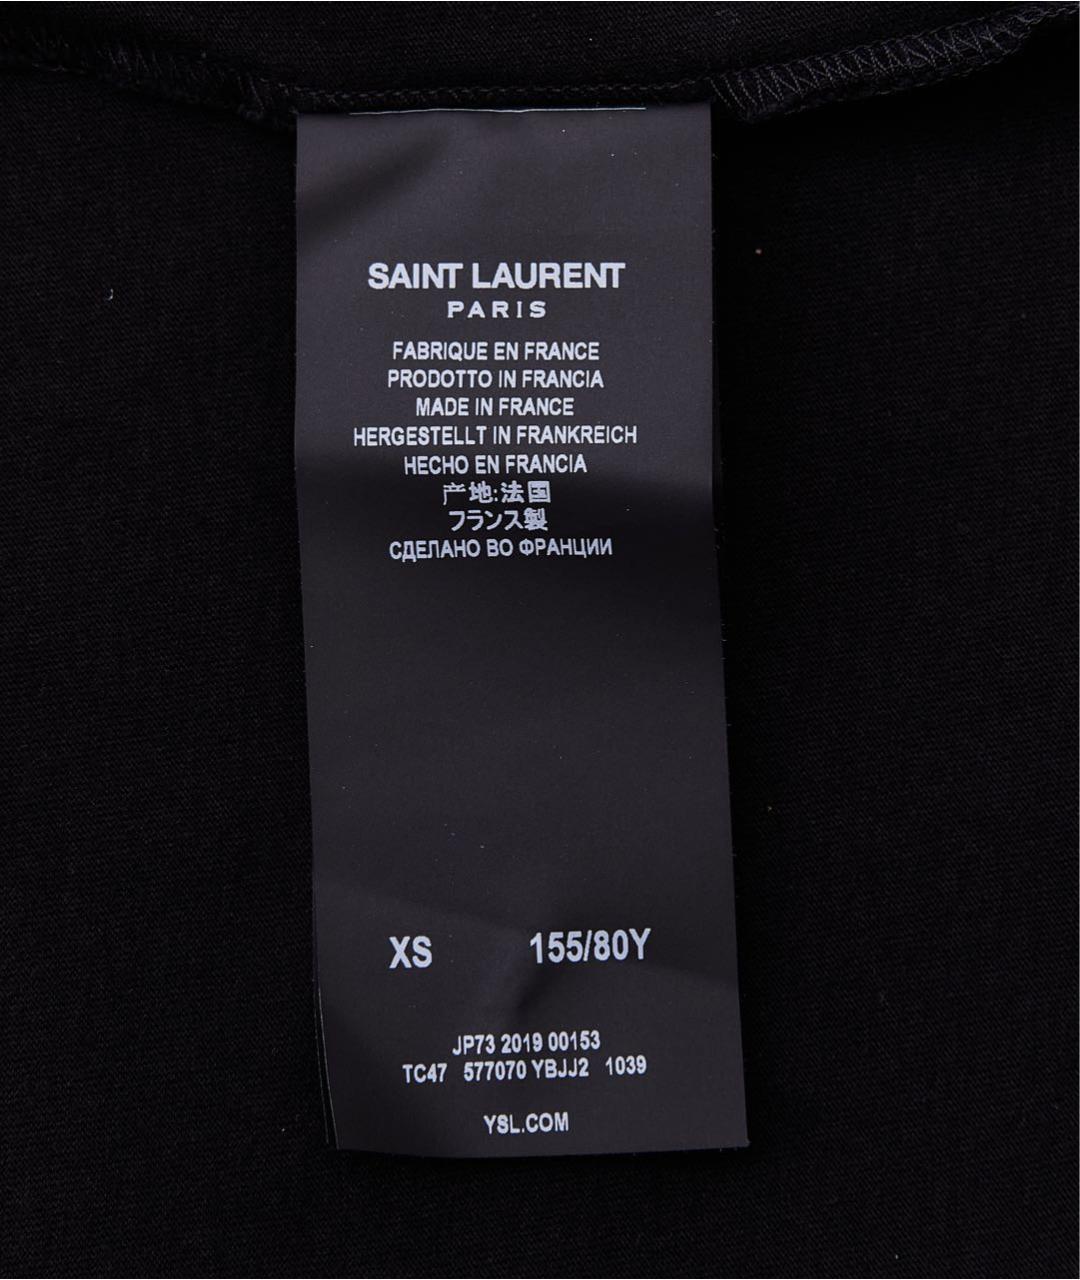 SAINT LAURENT
PARIS
FABRIQUE EN FRANCE
PRODOTTO IN FRANCIA
MADE IN FRANCE
HERGESTELLT IN FRANKREICH
HECHO EN FRANCIA
产地:法国
フランス製
СДЕЛАНО ВО ФРАНЦИИ
XS 155/80Y
JP73 2019 00153
TC47 577070 YBJJ2 1039
YSL.COM